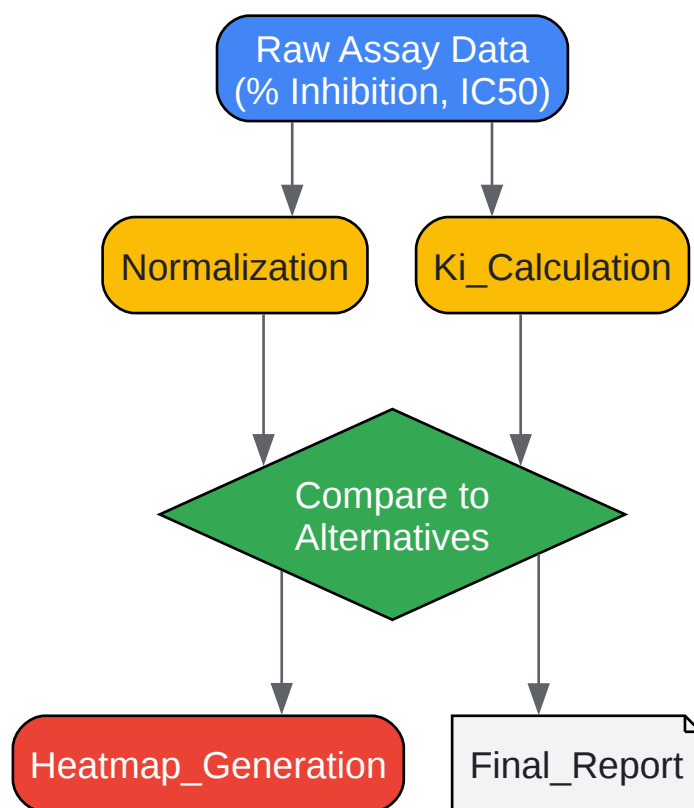 Raw Assay Data
(% Inhibition, IC50)
Normalization
Ki_Calculation
Compare to
Alternatives
Heatmap_Generation
Final_Report